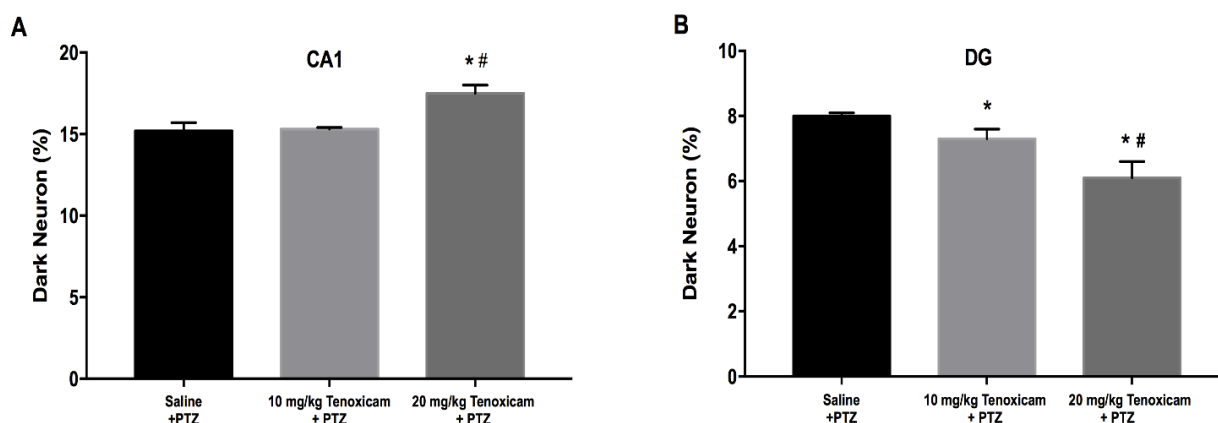 A
CA1
Dark Neuron (%)
20
15
10
5
0
* #
Saline
+PTZ
10 mg/kg Tenoxicam
+ PTZ
20 mg/kg Tenoxicam
+ PTZ
B
DG
Dark Neuron (%)
10
8
6
4
2
0
*
* #
Saline
+PTZ
10 mg/kg Tenoxicam
+ PTZ
20 mg/kg Tenoxicam
+ PTZ